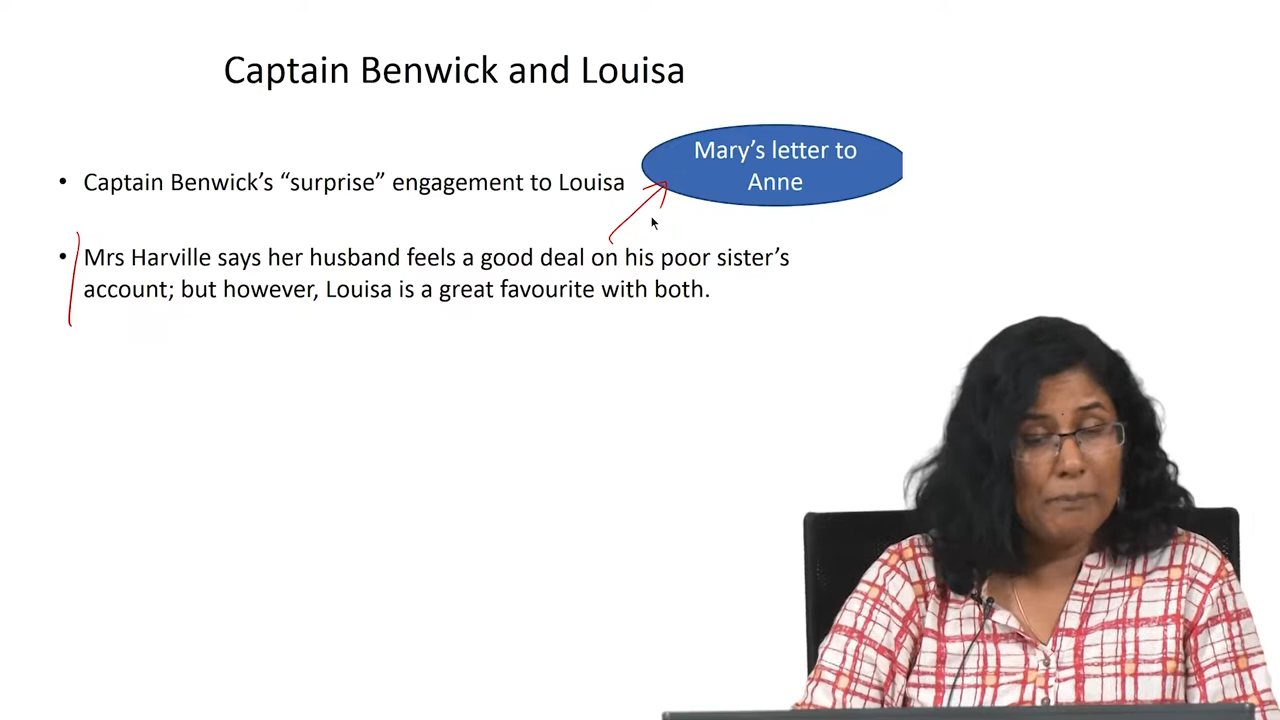 Captain Benwick and Louisa
Mary’s letter to
Anne
• Captain Benwick’s “surprise” engagement to Louisa
• Mrs Harville says her husband feels a good deal on his poor sister’s
account; but however, Louisa is a great favourite with both.